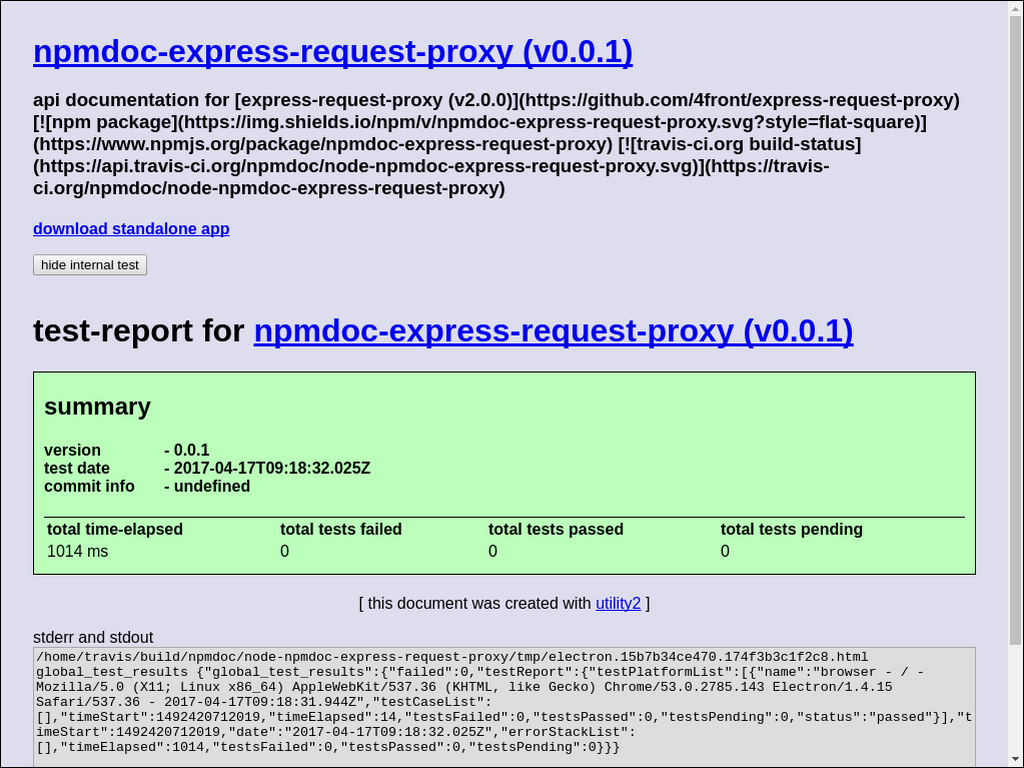 npmdoc-express-request-proxy (v0.0.1)
api documentation for [express-request-proxy (v2.0.0)](https://github.com/4front/express-request-proxy)
[![npm package](https://img.shields.io/npm/v/npmdoc-express-request-proxy.svg?style=flat-square)]
(https://www.npmjs.org/package/npmdoc-express-request-proxy) [![travis-ci.org build-status]
(https://api.travis-ci.org/npmdoc/node-npmdoc-express-request-proxy.svg)](https://travis-
ci.org/npmdoc/node-npmdoc-express-request-proxy)
download standalone app
hide internal test
test-report for npmdoc-express-request-proxy (v0.0.1)
summary
version - 0.0.1
test date - 2017-04-17T09:18:32.025Z
commit info - undefined
total time-elapsed total tests failed total tests passed total tests pending
1014 ms 0 0 0
[ this document was created with utility2 ]
stderr and stdout
/home/travis/build/npmdoc/node-npmdoc-express-request-proxy/tmp/electron.15b7b34ce470.174f3b3c1f2c8.html
global_test_results {"global_test_results":{"failed":0,"testReport":{"testPlatformList":[{"name":"browser - / -
Mozilla/5.0 (X11; Linux x86_64) AppleWebKit/537.36 (KHTML, like Gecko) Chrome/53.0.2785.143 Electron/1.4.15
Safari/537.36 - 2017-04-17T09:18:31.944Z","testCaseList":
[],"timeStart":1492420712019,"timeElapsed":14,"testsFailed":0,"testsPassed":0,"testsPending":0,"status":"passed"}],"t
imeStart":1492420712019,"date":"2017-04-17T09:18:32.025Z","errorStackList":
[],"timeElapsed":1014,"testsFailed":0,"testsPassed":0,"testsPending":0}}}